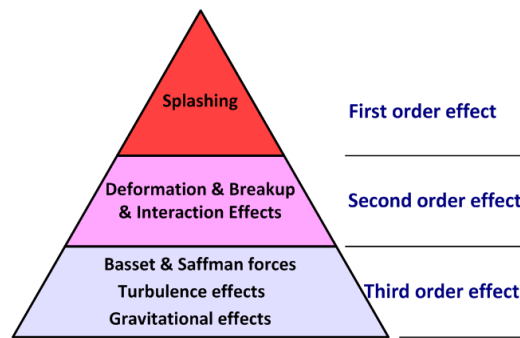 Splashing
First order effect
Deformation & Breakup
& Interaction Effects
Second order effect
Basset & Saffman forces
Turbulence effects
Gravitational effects
Third order effect